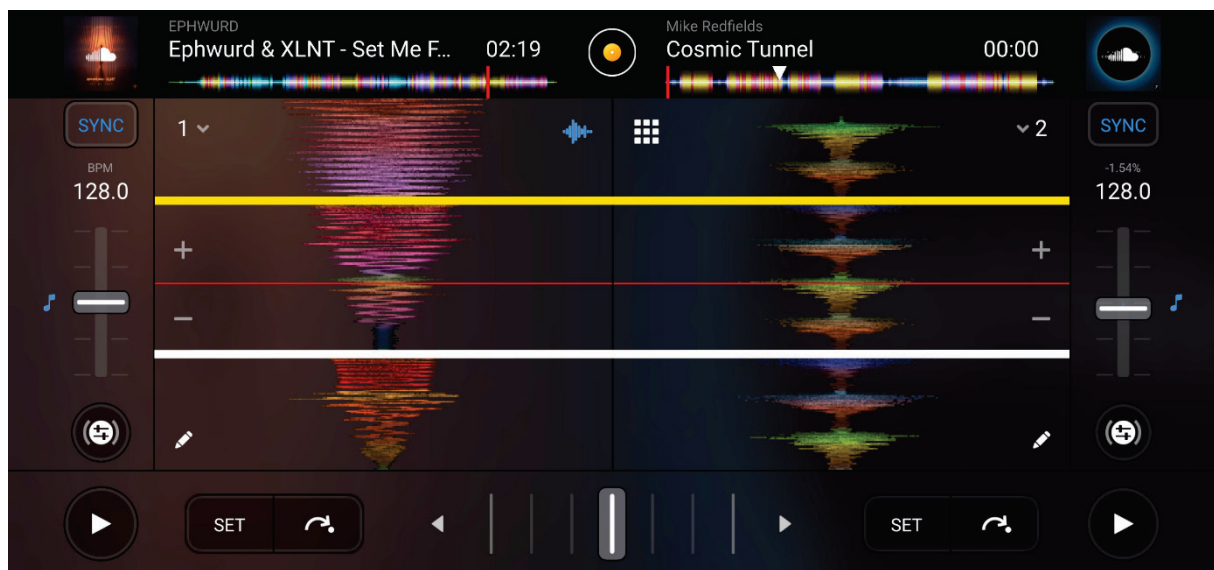 EPHWURD
Ephwurd & XLNT - Set Me F... 02:19
Mike Redfields
Cosmic Tunnel 00:00
SYNC
1
2
SYNC
BPM
128.0
-1.54%
128.0
SET
SET